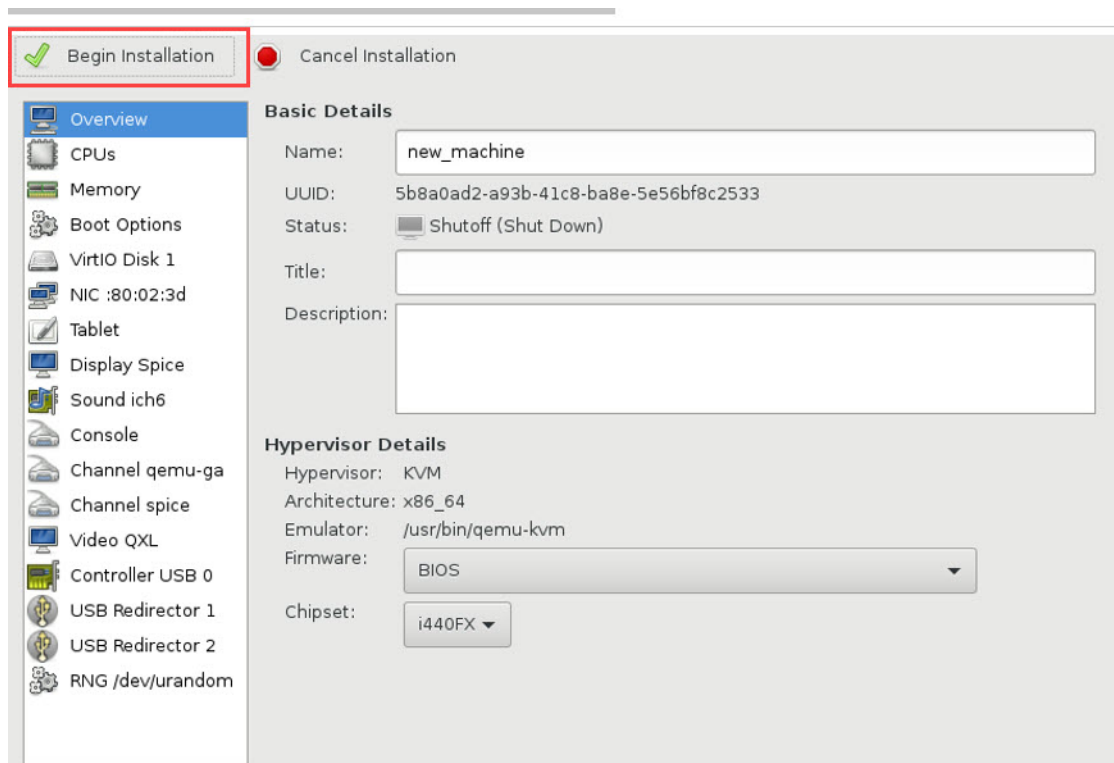 Begin Installation
Cancel Installation
Overview
CPUs
Memory
Boot Options
VirtIO Disk 1
NIC :80:02:3d
Tablet
Display Spice
Sound ich6
Console
Channel qemu-ga
Channel spice
Video QXL
Controller USB 0
USB Redirector 1
USB Redirector 2
RNG /dev/urandom
Basic Details
Name: new_machine
UUID: 5b8a0ad2-a93b-41c8-ba8e-5e56bf8c2533
Status: Shutoff (Shut Down)
Title:
Description:
Hypervisor Details
Hypervisor: KVM
Architecture: x86_64
Emulator: /usr/bin/qemu-kvm
Firmware: BIOS
Chipset: i440FX